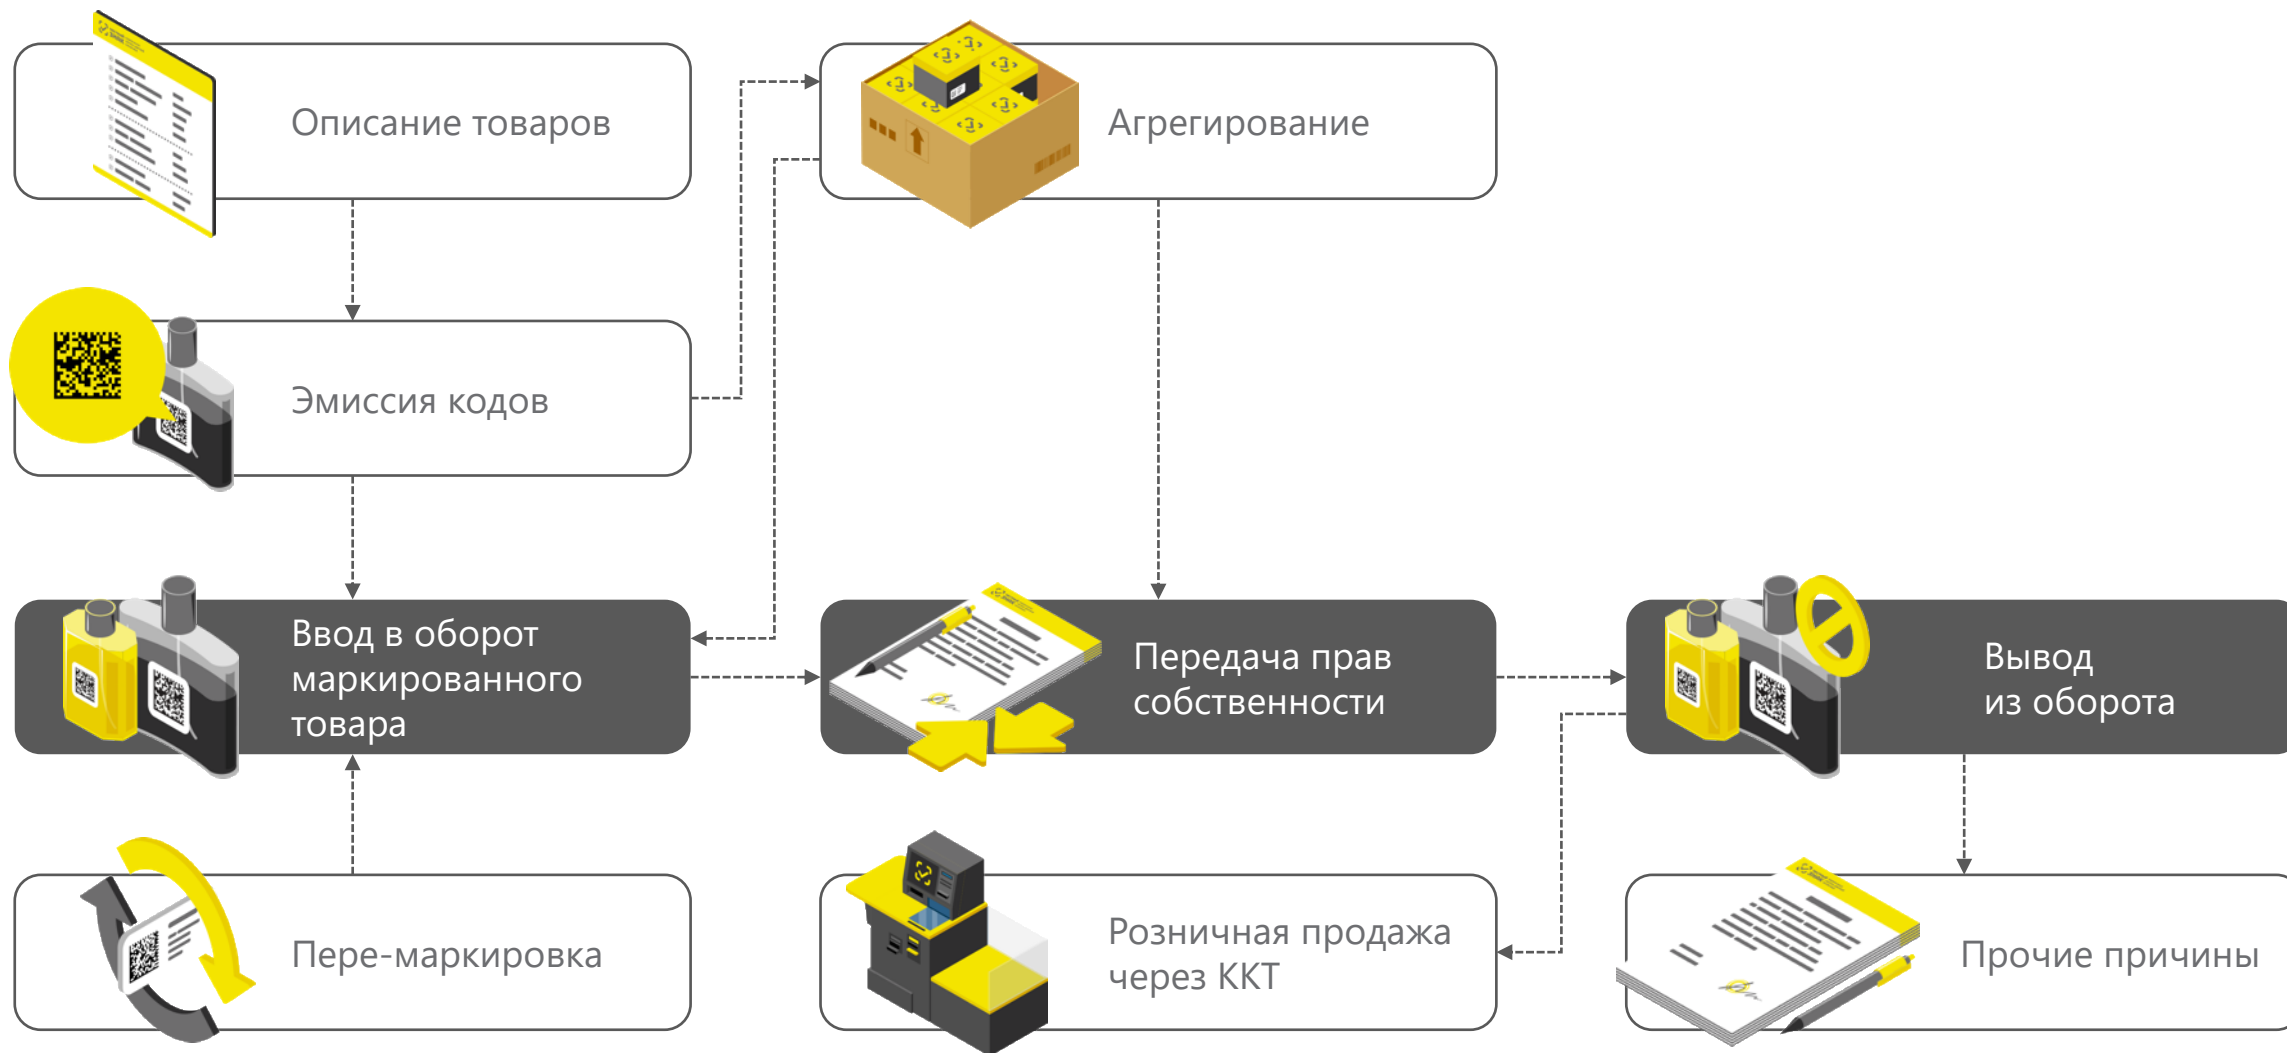 Описание товаров
Агрегирование
Эмиссия кодов
Ввод в оборот
маркированного
товара
Передача прав
собственности
Вывод
из оборота
Пере-маркировка
Розничная продажа
через ККТ
Прочие причины